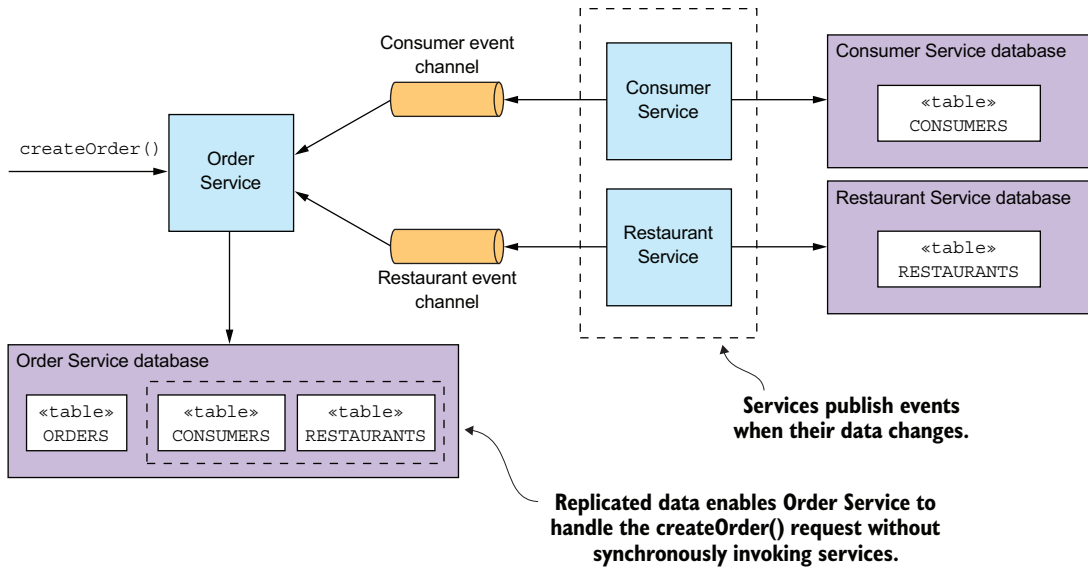 Consumer event
channel
Consumer
Service
Consumer Service database
«table»
CONSUMERS
createOrder()
Order
Service
Restaurant event
channel
Restaurant
Service
Restaurant Service database
«table»
RESTAURANTS
Order Service database
«table»
ORDERS
«table»
CONSUMERS
«table»
RESTAURANTS
Services publish events
when their data changes.
Replicated data enables Order Service to
handle the createOrder() request without
synchronously invoking services.